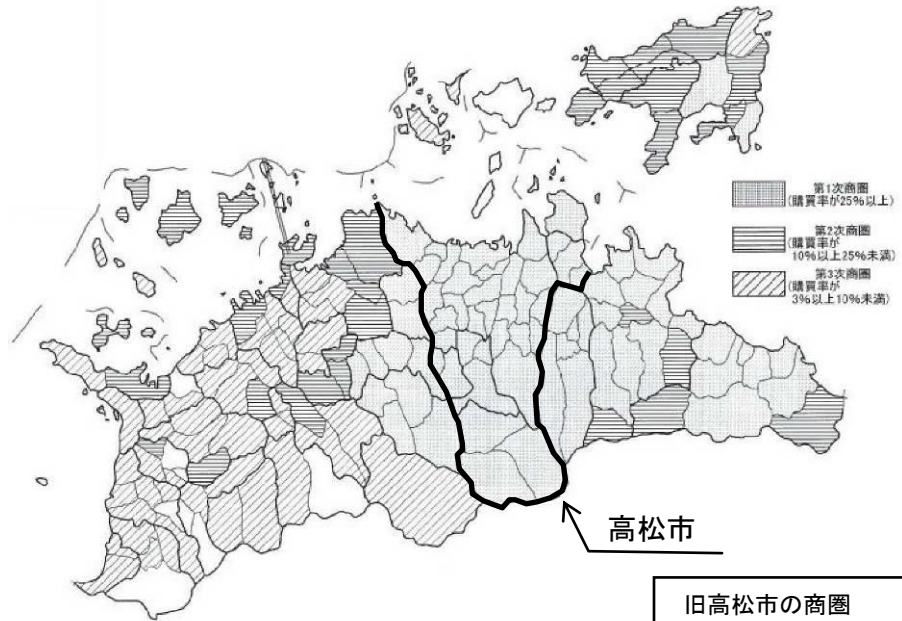 第1次商圏
(購買率が25%以上)
第2次商圏
(購買率が
10%以上25%未満)
第3次商圏
(購買率が
3%以上10%未満)
高松市
旧高松市の商圏